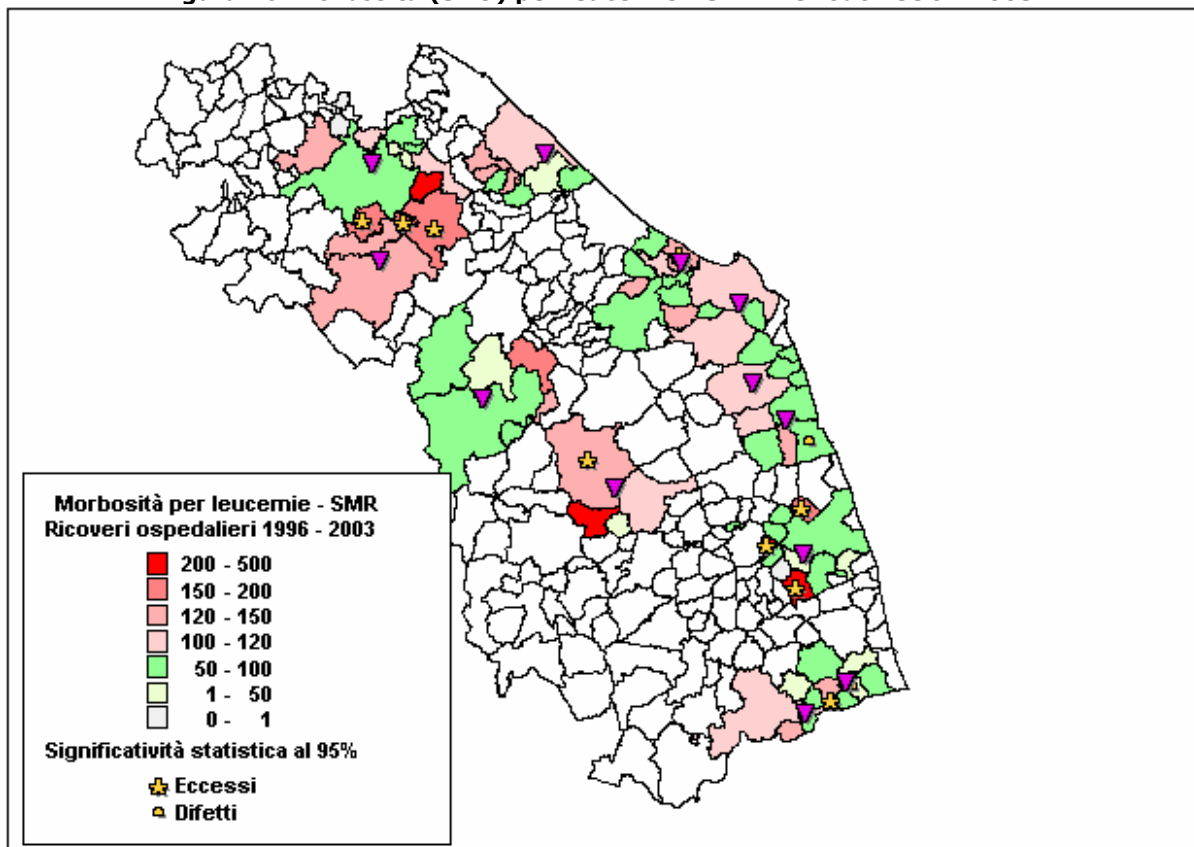 Morbosità per leucemie - SMR
Ricoveri ospedalieri 1996 - 2003
200 - 500
150 - 200
120 - 150
100 - 120
50 - 100
1 - 50
0 - 1
Significatività statistica al 95%
Eccessi
Difetti